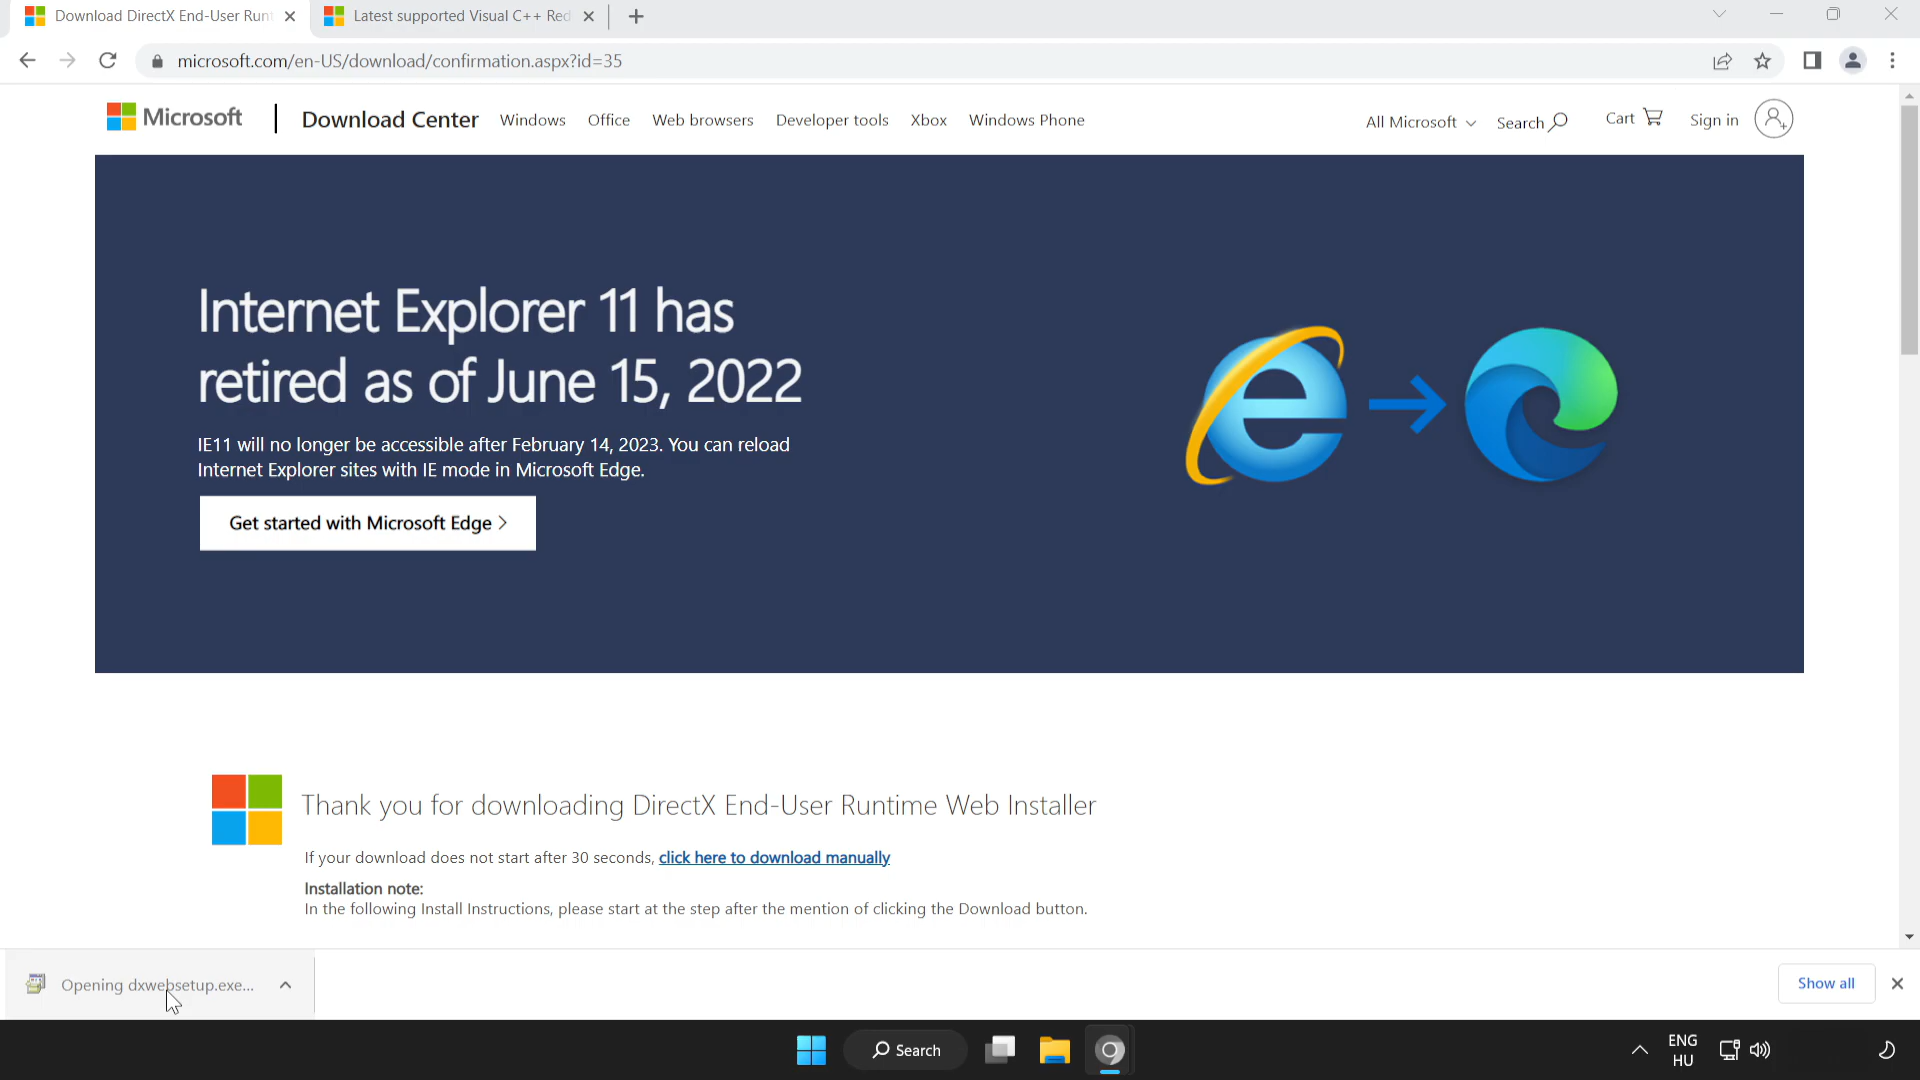 Download DirectX End-User Runt
Latest supported Visual C++ Red
microsoft.com/en-US/download/confirmation.aspx?id=35
Microsoft
Download Center
Windows
Office
Web browsers
Developer tools
Xbox
Windows Phone
All Microsoft
Search
Cart
Sign in
Internet Explorer 11 has
retired as of June 15, 2022
IE11 will no longer be accessible after February 14, 2023. You can reload
Internet Explorer sites with IE mode in Microsoft Edge.
Get started with Microsoft Edge >
Thank you for downloading DirectX End-User Runtime Web Installer
If your download does not start after 30 seconds, click here to download manually
Installation note:
In the following Install Instructions, please start at the step after the mention of clicking the Download button.
Opening dxwebsetup.exe...
Show all
Search
ENG
HU